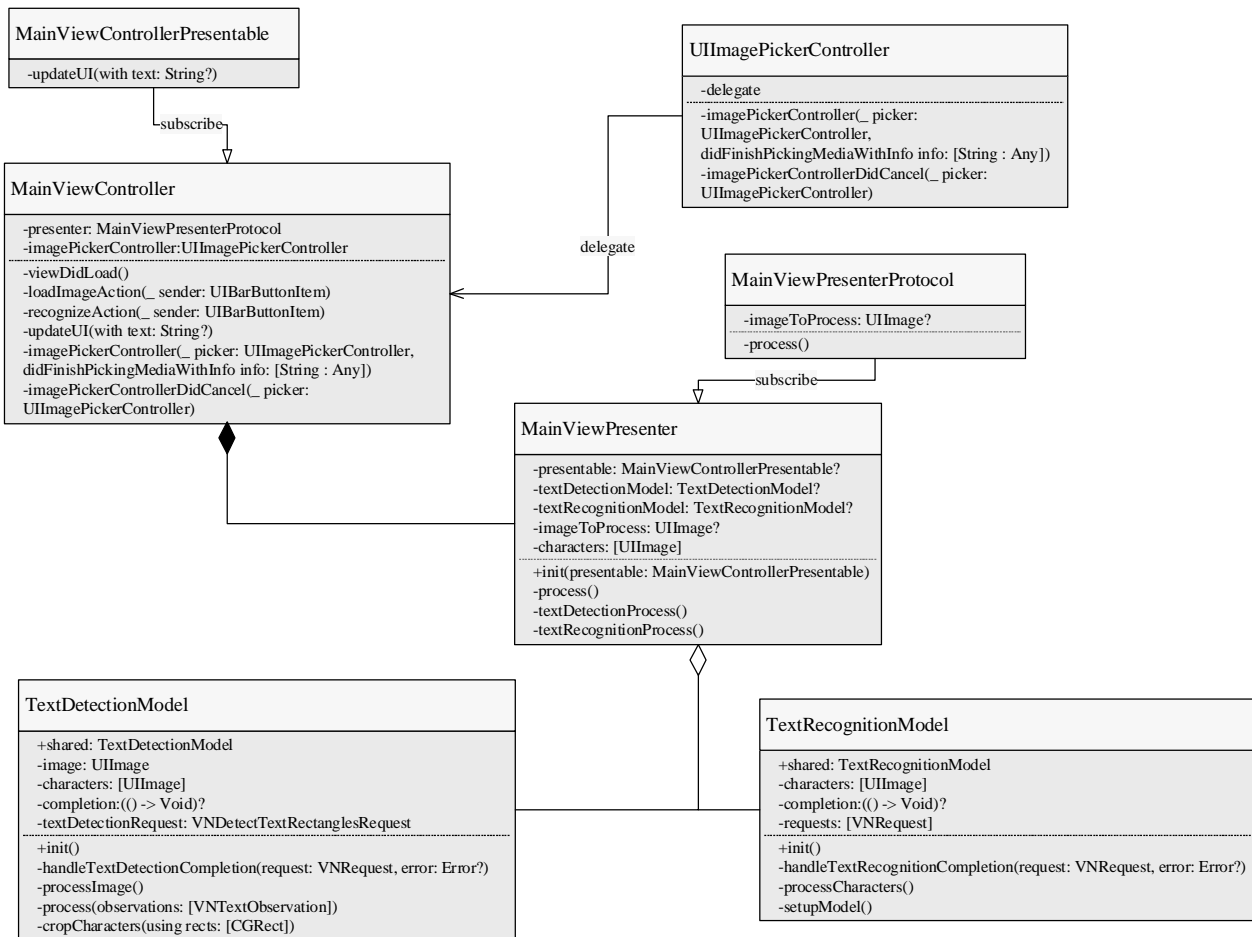 MainViewControllerPresentable
-updateUI(with text: String?)
subscribe
UIImagePickerController
-delegate
-imagePickerController(_ picker:
UIImagePickerController,
didFinishPickingMediaWithInfo info: [String : Any])
-imagePickerControllerDidCancel(_ picker:
UIImagePickerController)
delegate
MainViewController
-presenter: MainViewPresenterProtocol
-imagePickerController:UIImagePickerController
-viewDidLoad()
-loadImageAction(_ sender: UIBarButtonItem)
-recognizeAction(_ sender: UIBarButtonItem)
-updateUI(with text: String?)
-imagePickerController(_ picker: UIImagePickerController,
didFinishPickingMediaWithInfo info: [String : Any])
-imagePickerControllerDidCancel(_ picker:
UIImagePickerController)
MainViewPresenterProtocol
-imageToProcess: UIImage?
-process()
subscribe
MainViewPresenter
-presentable: MainViewControllerPresentable?
-textDetectionModel: TextDetectionModel?
-textRecognitionModel: TextRecognitionModel?
-imageToProcess: UIImage?
-characters: [UIImage]
+init(presentable: MainViewControllerPresentable)
-process()
-textDetectionProcess()
-textRecognitionProcess()
TextDetectionModel
+shared: TextDetectionModel
-image: UIImage
-characters: [UIImage]
-completion:(() -> Void)?
-textDetectionRequest: VNDetectTextRectanglesRequest
+init()
-handleTextDetectionCompletion(request: VNRequest, error: Error?)
-processImage()
-process(observations: [VNTextObservation])
-cropCharacters(using rects: [CGRect])
TextRecognitionModel
+shared: TextRecognitionModel
-characters: [UIImage]
-completion:(() -> Void)?
-requests: [VNRequest]
+init()
-handleTextRecognitionCompletion(request: VNRequest, error: Error?)
-processCharacters()
-setupModel()